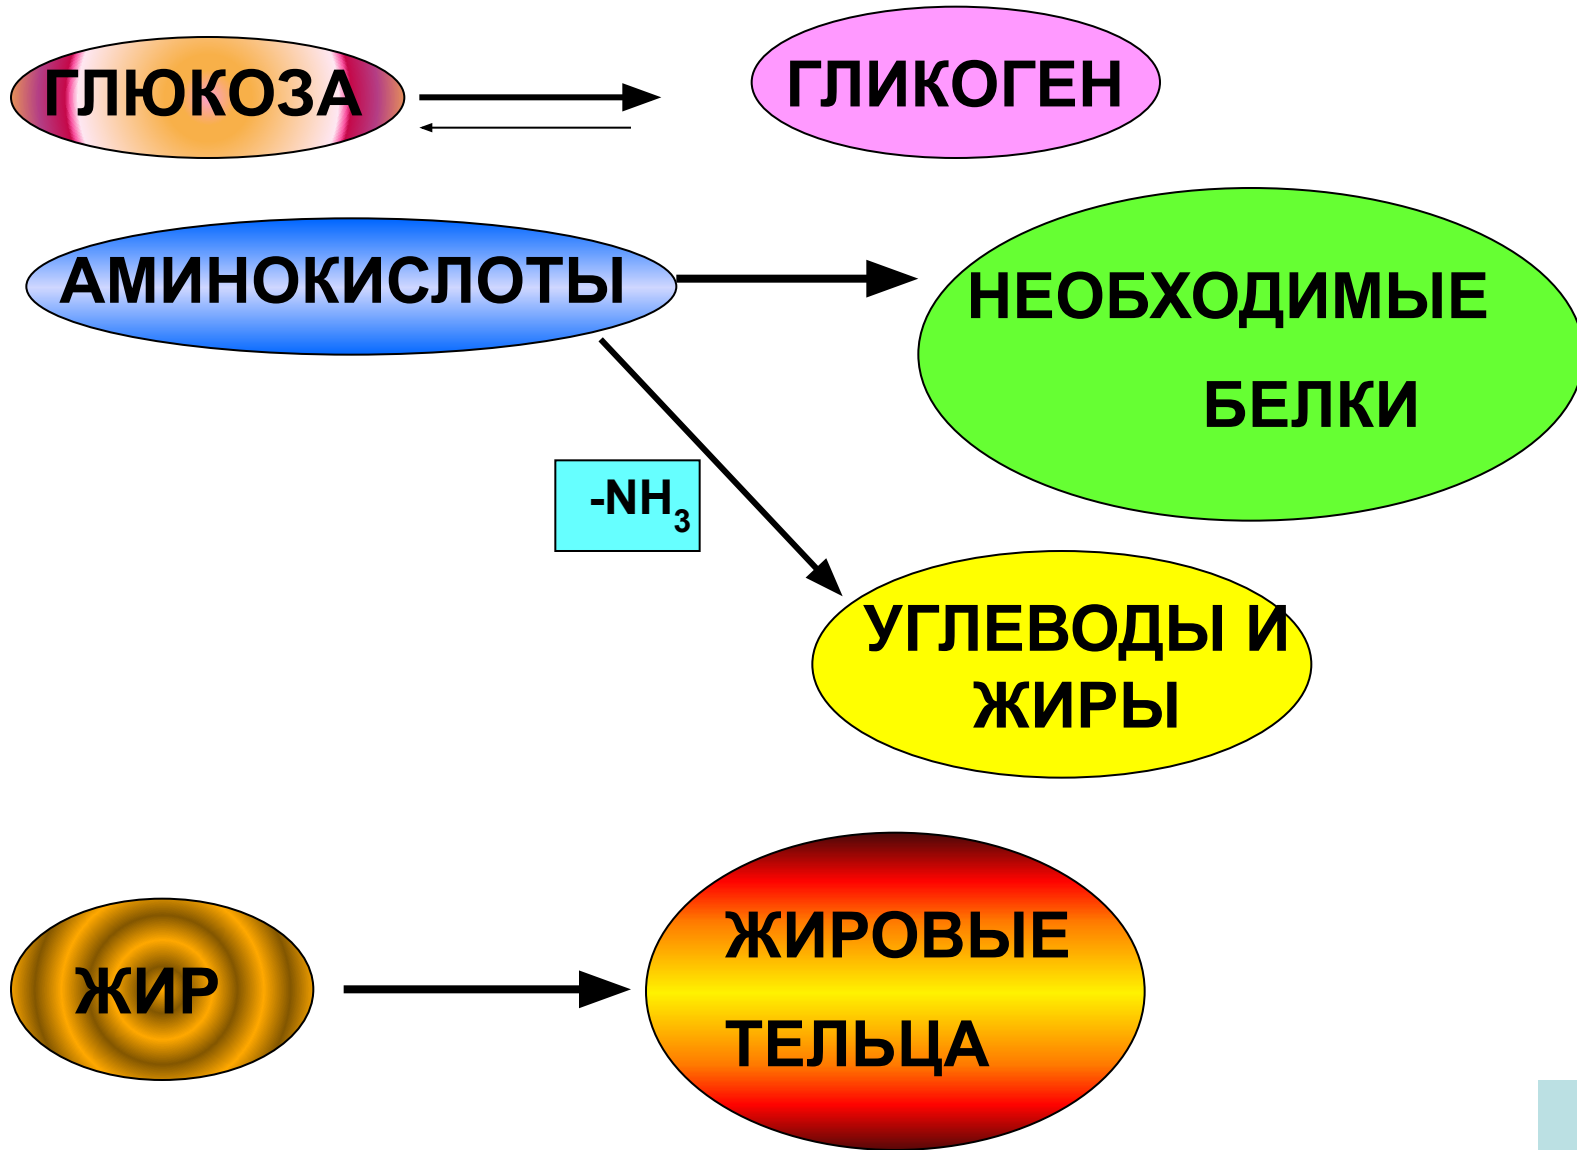 ГЛЮКОЗА
ГЛИКОГЕН
АМИНОКИСЛОТЫ
НЕОБХОДИМЫЕ
БЕЛКИ
-NH₃
УГЛЕВОДЫ И
ЖИРЫ
ЖИР
ЖИРОВЫЕ
ТЕЛЬЦА